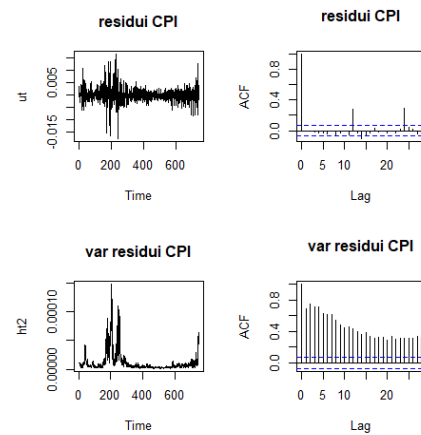 residui CPI
ut
0.005
-0.015
0 200 400 600
Time
residui CPI
ACF
0.8
0.4
0.0
0 5 10 20
Lag
var residui CPI
ht2
0.00010
0.00000
0 200 400 600
Time
var residui CPI
ACF
0.8
0.4
0.0
0 5 10 20
Lag